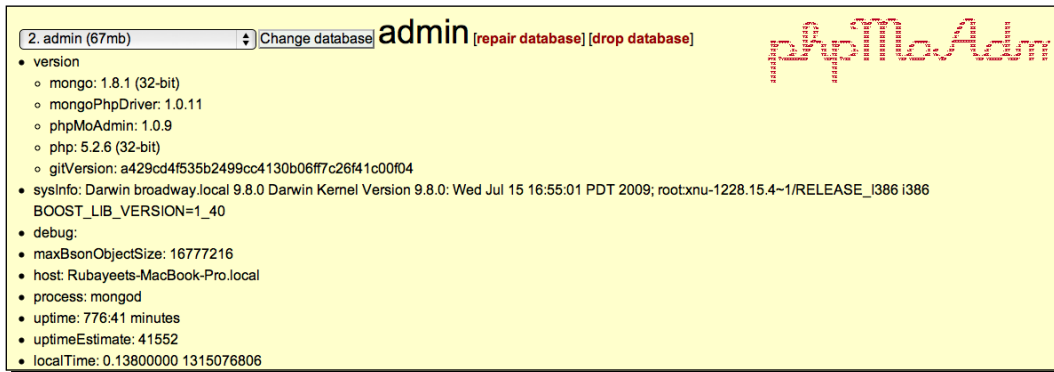 2. admin (67mb) Change database admin [repair database] [drop database]
phpMoAdm
version
mongo: 1.8.1 (32-bit)
mongoPhpDriver: 1.0.11
phpMoAdmin: 1.0.9
php: 5.2.6 (32-bit)
gitVersion: a429cd4f535b2499cc4130b06ff7c26f41c00f04
sysInfo: Darwin broadway.local 9.8.0 Darwin Kernel Version 9.8.0: Wed Jul 15 16:55:01 PDT 2009; root:xnu-1228.15.4~1/RELEASE_I386 i386
BOOST_LIB_VERSION=1_40
debug:
maxBsonObjectSize: 16777216
host: Rubayeets-MacBook-Pro.local
process: mongod
uptime: 776:41 minutes
uptimeEstimate: 41552
localTime: 0.13800000 1315076806